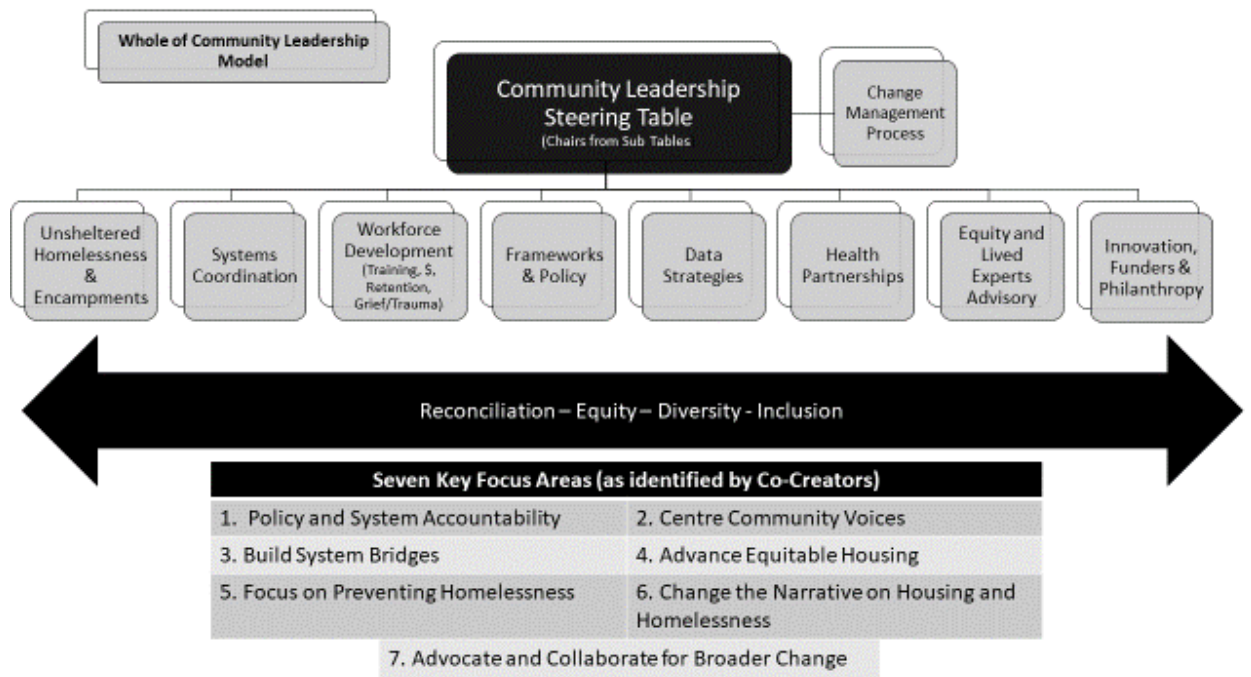 Whole of Community Leadership
Model
Community Leadership
Steering Table
(Chairs from Sub Tables
Change
Management
Process
Unsheltered
Homelessness
&
Encampments
Systems
Coordination
Workforce
Development
(Training, $,
Retention,
Grief/Trauma)
Frameworks
& Policy
Data
Strategies
Health
Partnerships
Equity and
Lived
Experts
Advisory
Innovation,
Funders &
Philanthropy
Reconciliation – Equity – Diversity - Inclusion
Seven Key Focus Areas (as identified by Co-Creators)
1. Policy and System Accountability
2. Centre Community Voices
3. Build System Bridges
4. Advance Equitable Housing
5. Focus on Preventing Homelessness
6. Change the Narrative on Housing and
Homelessness
7. Advocate and Collaborate for Broader Change